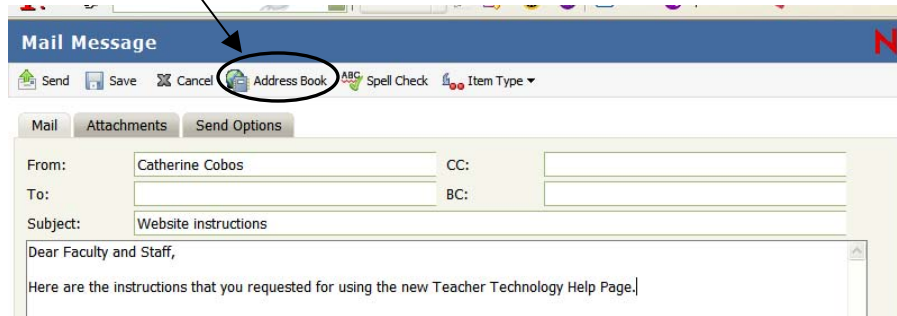 Mail Message
N
Send Save Cancel Address Book ABC Spell Check Item Type
Mail Attachments Send Options
From: Catherine Cobos CC:
To: BC:
Subject: Website instructions
Dear Faculty and Staff,
Here are the instructions that you requested for using the new Teacher Technology Help Page.